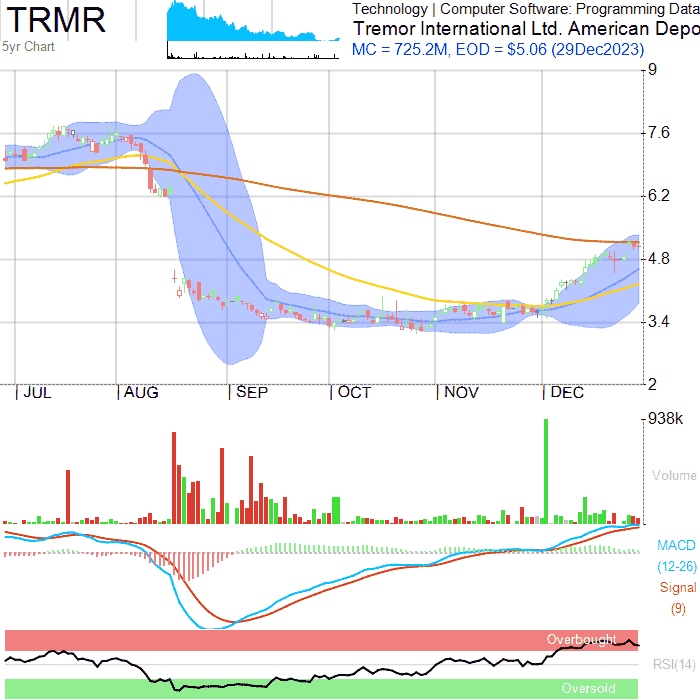 TRMR
5yr Chart
Technology | Computer Software: Programming Data
Tremor International Ltd. American Depo
MC = 725.2M, EOD = $5.06 (29Dec2023)
9
7.6
6.2
4.8
3.4
2
JUL AUG SEP OCT NOV DEC
938k
Volume
MACD
(12-26)
Signal
(9)
Overbought
RSI(14)
Oversold